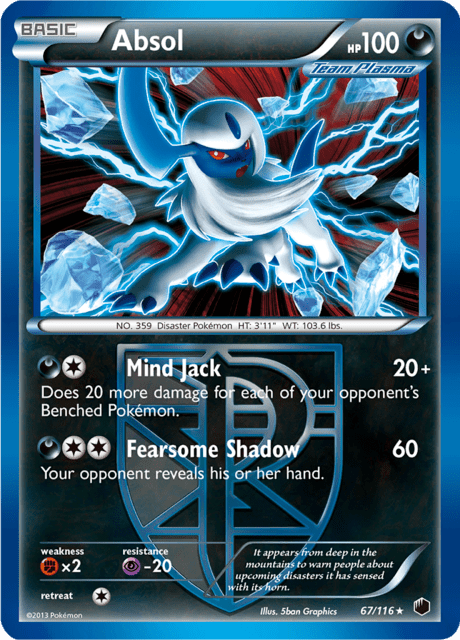 BASIC Absol HP100
Team Plasma
NO. 359 Disaster Pokémon HT: 3'11" WT: 103.6 lbs.
Mind Jack 20+
Does 20 more damage for each of your opponent's
Benched Pokémon.
Fearsome Shadow 60
Your opponent reveals his or her hand.
weakness resistance
×2 -20
retreat
It appears from deep in the
mountains to warn people about
upcoming disasters it has sensed
with its horn.
Illus. 5ban Graphics 67/116 ★
©2013 Pokémon